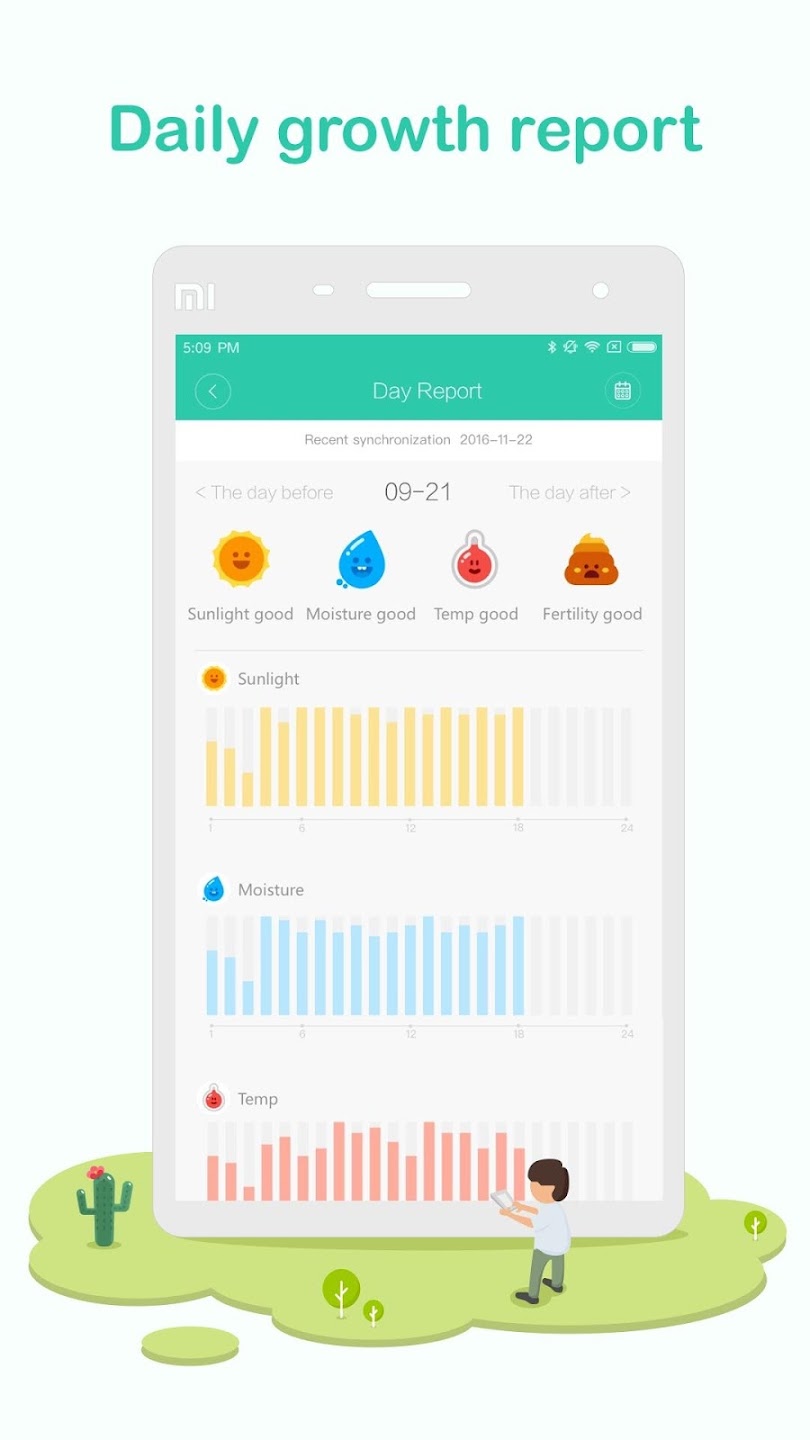 Daily growth report
mi
5:09 PM
Day Report
Recent synchronization 2016-11-22
< The day before 09-21 The day after >
Sunlight good Moisture good Temp good Fertility good
Sunlight
1 6 12 18 24
Moisture
1 6 12 18 24
Temp